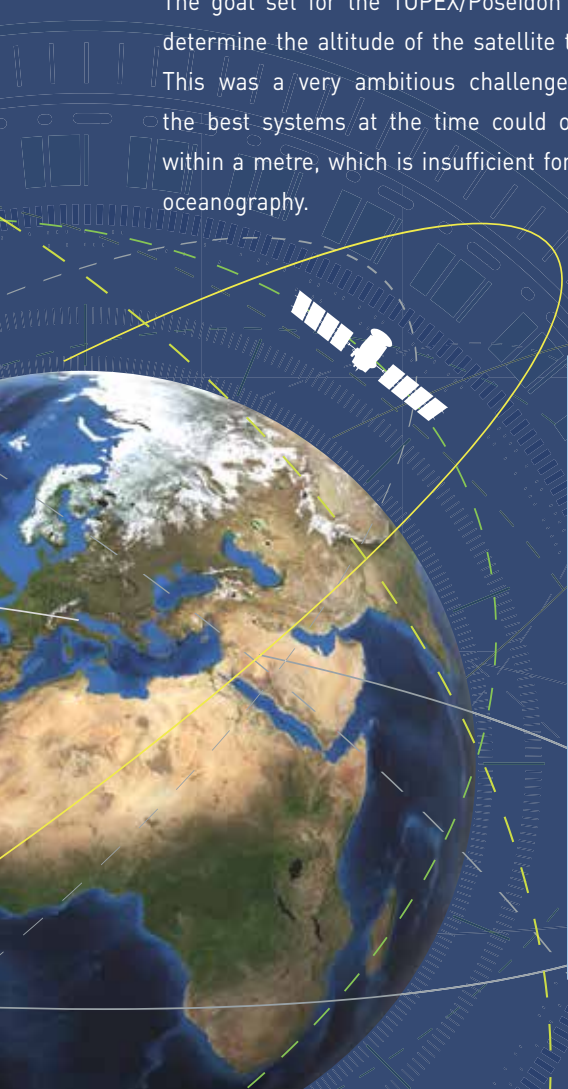 The goal set for the TOPEX/Poseidon
determine the altitude of the satellite
This was a very ambitious challenge
the best systems at the time could
within a metre, which is insufficient for
oceanography.